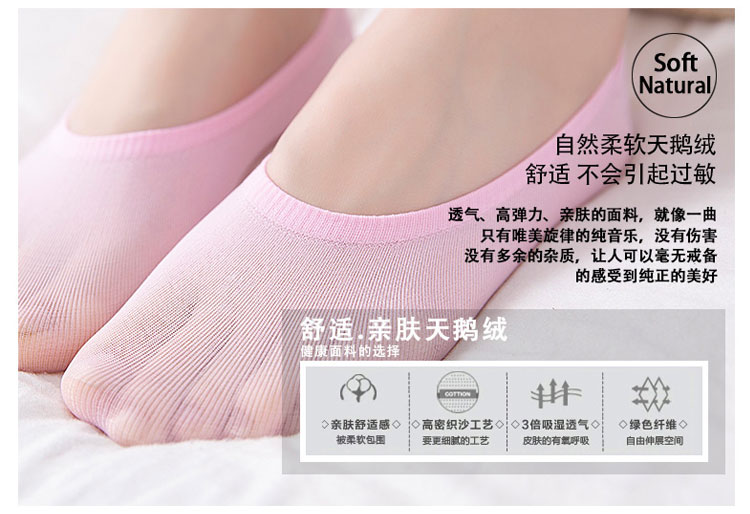 Soft
Natural
自然柔软天鹅绒
舒适 不会引起过敏
透气、高弹力、亲肤的面料，就像一曲
只有唯美旋律的纯音乐，没有伤害
没有多余的杂质，让人可以毫无戒备
的感受到纯正的美好
舒适.亲肤天鹅绒
健康面料的选择
COTTION
◇亲肤舒适感◇
被柔软包围
◇高密织沙工艺◇
要更细腻的工艺
◇3倍吸湿透气◇
皮肤的有氧呼吸
◇绿色纤维◇
自由伸展空间